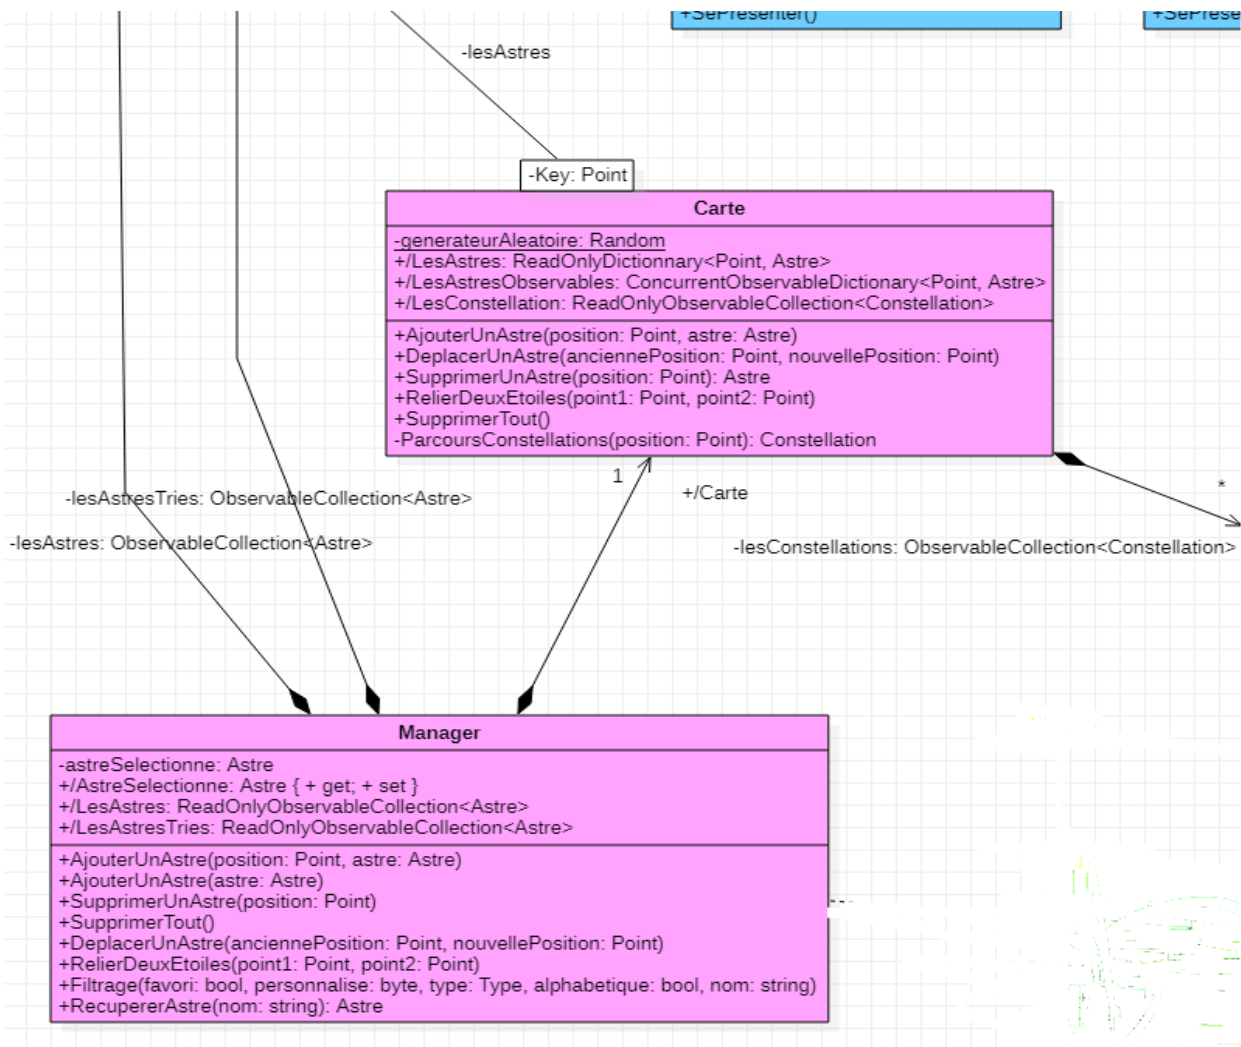 +SePresenter()
+SePrese
-lesAstres
-Key: Point
Carte
-generateurAleatoire: Random
+/LesAstres: ReadOnlyDictionnary<Point, Astre>
+/LesAstresObservables: ConcurrentObservableDictionary<Point, Astre>
+/LesConstellation: ReadOnlyObservableCollection<Constellation>
+AjouterUnAstre(position: Point, astre: Astre)
+DeplacerUnAstre(anciennePosition: Point, nouvellePosition: Point)
+SupprimerUnAstre(position: Point): Astre
+RelierDeuxEtoiles(point1: Point, point2: Point)
+SupprimerTout()
-ParcoursConstellations(position: Point): Constellation
1
+/Carte
*
-lesAstresTries: ObservableCollection<Astre>
-lesAstres: ObservableCollection<Astre>
-lesConstellations: ObservableCollection<Constellation>
Manager
-astreSelectionne: Astre
+/AstreSelectionne: Astre { + get; + set }
+/LesAstres: ReadOnlyObservableCollection<Astre>
+/LesAstresTries: ReadOnlyObservableCollection<Astre>
+AjouterUnAstre(position: Point, astre: Astre)
+AjouterUnAstre(astre: Astre)
+SupprimerUnAstre(position: Point)
+SupprimerTout()
+DeplacerUnAstre(anciennePosition: Point, nouvellePosition: Point)
+RelierDeuxEtoiles(point1: Point, point2: Point)
+Filtrage(favori: bool, personnalise: byte, type: Type, alphabetique: bool, nom: string)
+RecupererAstre(nom: string): Astre